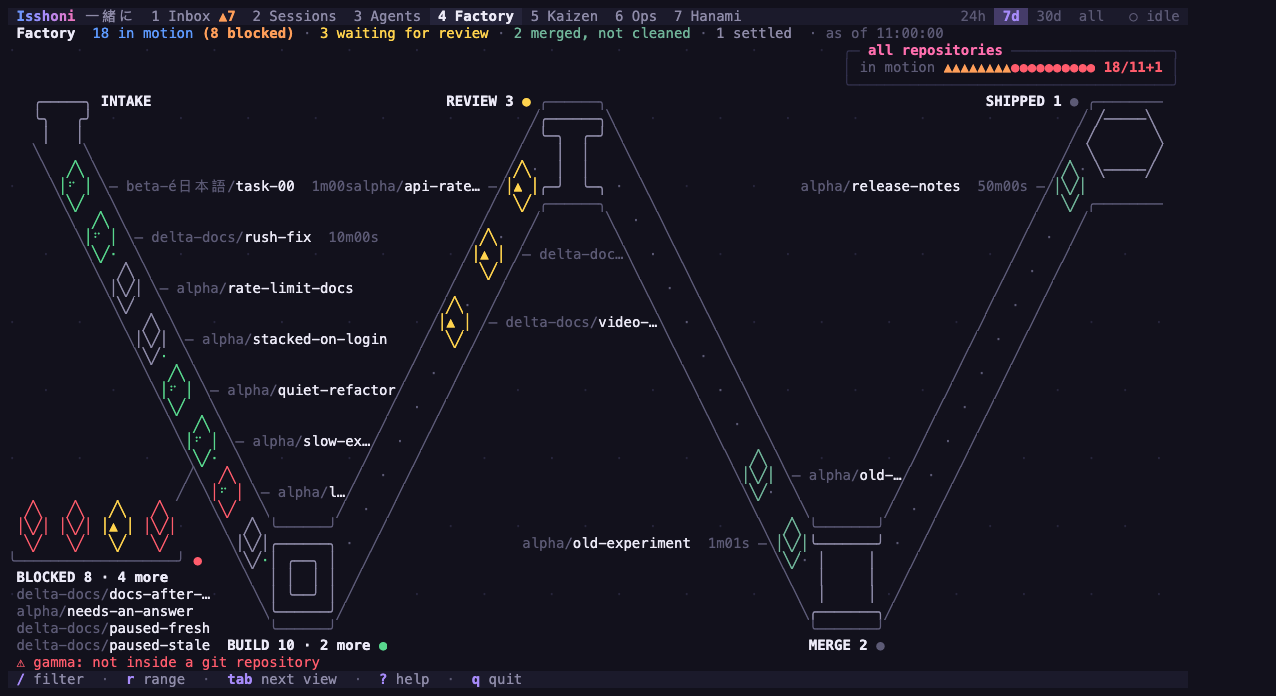 Isshoni 一緒に 1 Inbox ▲7 2 Sessions 3 Agents 4 Factory 5 Kaizen 6 Ops 7 Hanami 24h 7d 30d all ○ idle
Factory 18 in motion (8 blocked) · 3 waiting for review · 2 merged, not cleaned · 1 settled · as of 11:00:00
all repositories
in motion ▲▲▲▲▲▲▲▲●●●●●●●●●● 18/11+1
INTAKE
REVIEW 3 ●
SHIPPED 1 ●
— beta-é日本語/task-00 1m00s
alpha/api-rate… —
alpha/release-notes 50m00s —
— delta-docs/rush-fix 10m00s
— delta-doc…
— alpha/rate-limit-docs
— delta-docs/video-…
— alpha/stacked-on-login
— alpha/quiet-refactor
— alpha/slow-ex…
— alpha/old-…
— alpha/l…
alpha/old-experiment 1m01s —
BLOCKED 8 · 4 more
delta-docs/docs-after-…
alpha/needs-an-answer
delta-docs/paused-fresh
delta-docs/paused-stale
BUILD 10 · 2 more ●
MERGE 2 ●
⚠ gamma: not inside a git repository
/ filter · r range · tab next view · ? help · q quit